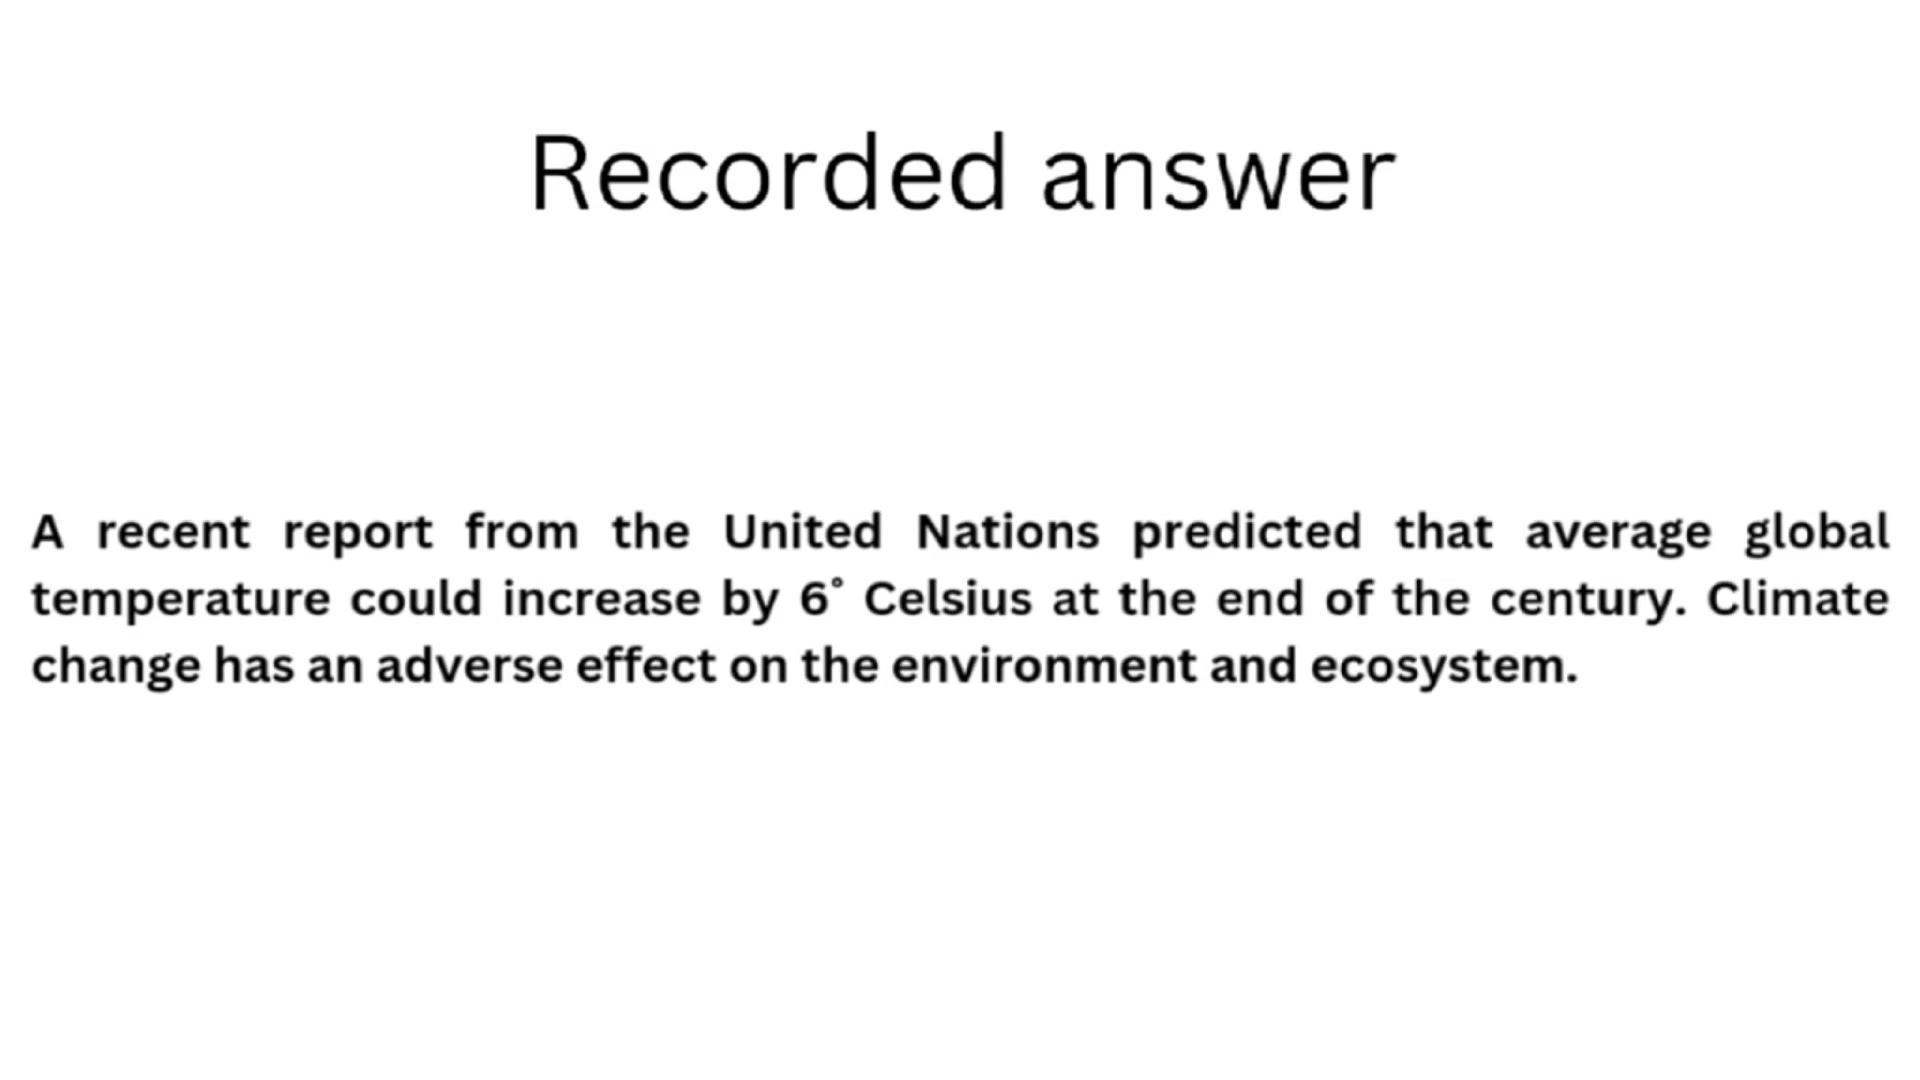 Recorded answer
A recent report from the United Nations predicted that average global
temperature could increase by 6° Celsius at the end of the century. Climate
change has an adverse effect on the environment and ecosystem.